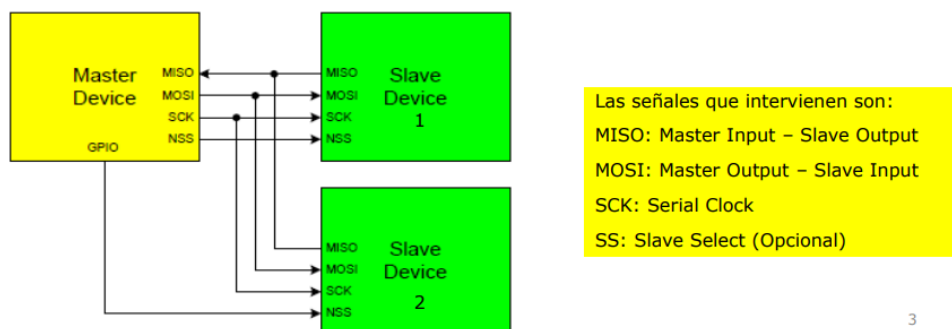 Master
Device
MISO
MOSI
SCK
NSS
GPIO
MISO
MOSI
SCK
NSS
Slave
Device
1
MISO
MOSI
SCK
NSS
Slave
Device
2
Las señales que intervienen son:
MISO: Master Input – Slave Output
MOSI: Master Output – Slave Input
SCK: Serial Clock
SS: Slave Select (Opcional)
3